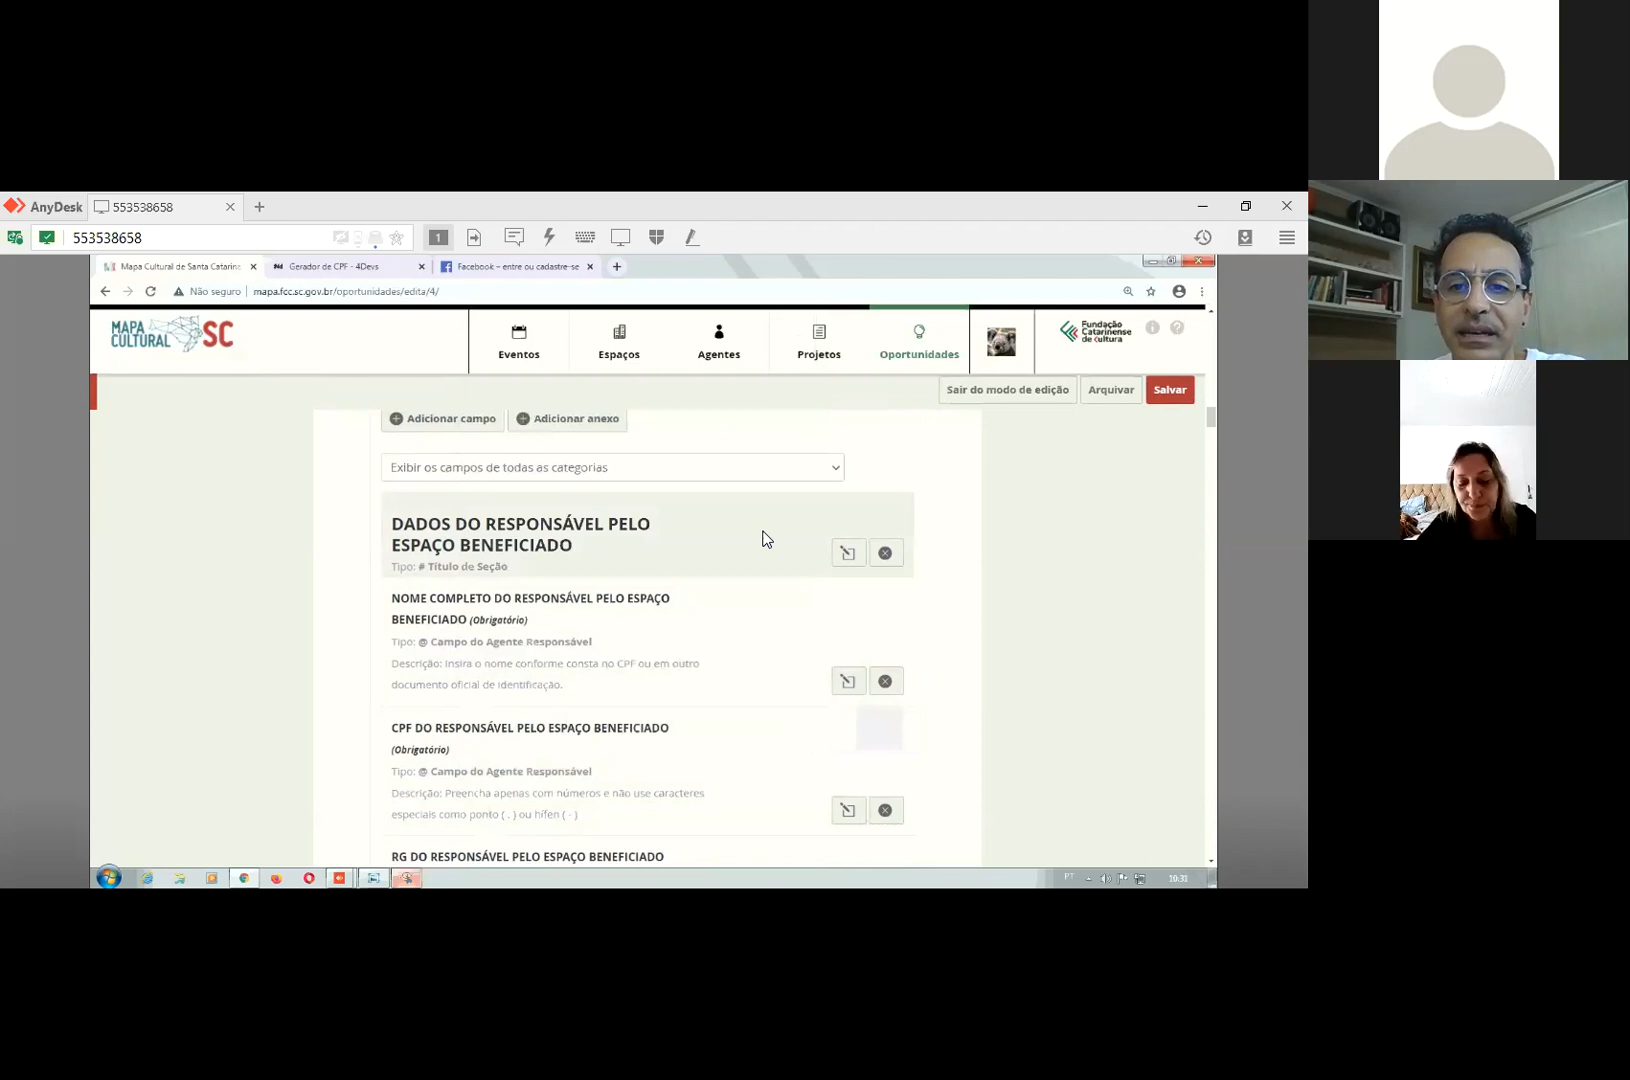 AnyDesk
553538658
553538658
1
Mapa Cultural de Santa Catarina
Gerador de CPF - 4Devs
Facebook – entre ou cadastre-se
Não seguro
mapa.fcc.sc.gov.br/oportunidades/edita/4/
MAPA
CULTURAL
SC
Eventos
Espaços
Agentes
Projetos
Oportunidades
Fundação
Catarinense
de cultura
Sair do modo de edição
Arquivar
Salvar
Adicionar campo
Adicionar anexo
Exibir os campos de todas as categorias
DADOS DO RESPONSÁVEL PELO
ESPAÇO BENEFICIADO
Tipo: # Título de Seção
NOME COMPLETO DO RESPONSÁVEL PELO ESPAÇO
BENEFICIADO (Obrigatório)
Tipo: @ Campo do Agente Responsável
Descrição: Insira o nome conforme consta no CPF ou em outro
documento oficial de identificação.
CPF DO RESPONSÁVEL PELO ESPAÇO BENEFICIADO
(Obrigatório)
Tipo: @ Campo do Agente Responsável
Descrição: Preencha apenas com números e não use caracteres
especiais como ponto ( . ) ou hífen ( - )
RG DO RESPONSÁVEL PELO ESPAÇO BENEFICIADO
PT
10:31